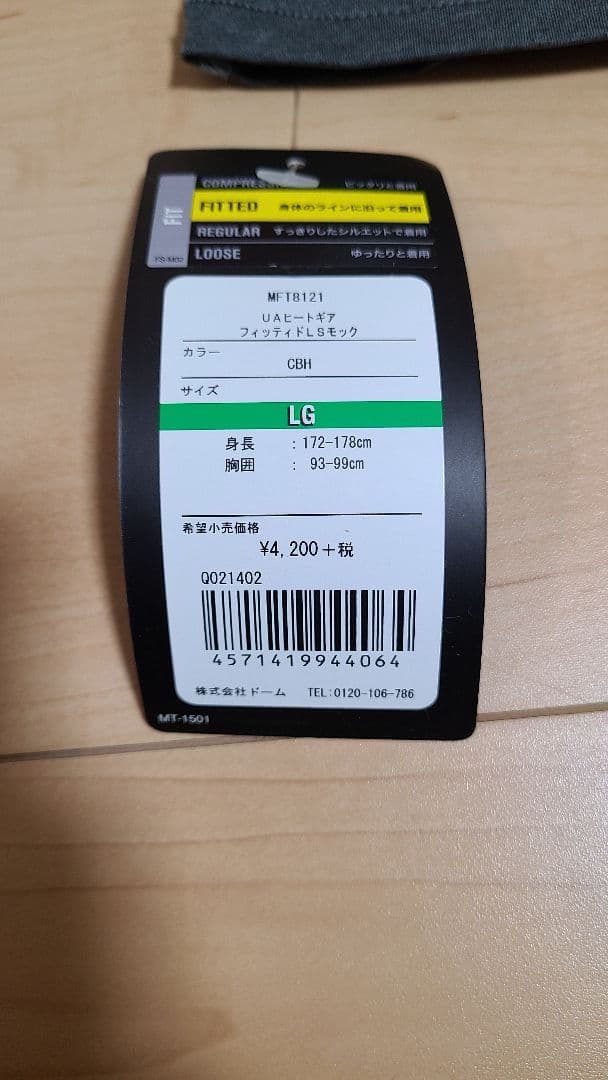 FIT
COMPRESSION ピッタリと着用
FITTED 身体のラインに沿って着用
REGULAR すっきりしたシルエットで着用
LOOSE ゆったりと着用
FS-M02
MFT8121
UAヒートギア
フィッティドLSモック
カラー
CBH
サイズ
LG
身長 : 172-178cm
胸囲 : 93-99cm
希望小売価格
¥4,200+税
Q021402
4571419944064
株式会社ドーム TEL:0120-106-786
MT-1501